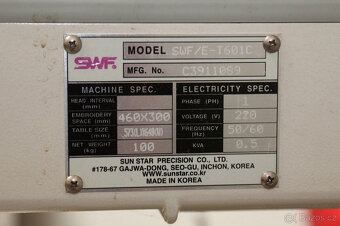 SWF
MODEL SWF/E-T601C
MFG. No. C3911089
MACHINE SPEC. ELECTRICITY SPEC.
HEAD INTERVAL (mm) PHASE (PH) 1
EMBROIDERY SPACE (mm) 460X300 VOLTAGE (V) 220
TABLE SIZE (mm) FREQUENCY (Hz) 50/60
NET WEIGHT (kg) 100 KVA 0.5
SUN STAR PRECISION CO., LTD.
#178-67 GAJWA-DONG, SEO-GU, INCHON, KOREA
www.sunstar.co.kr
MADE IN KOREA